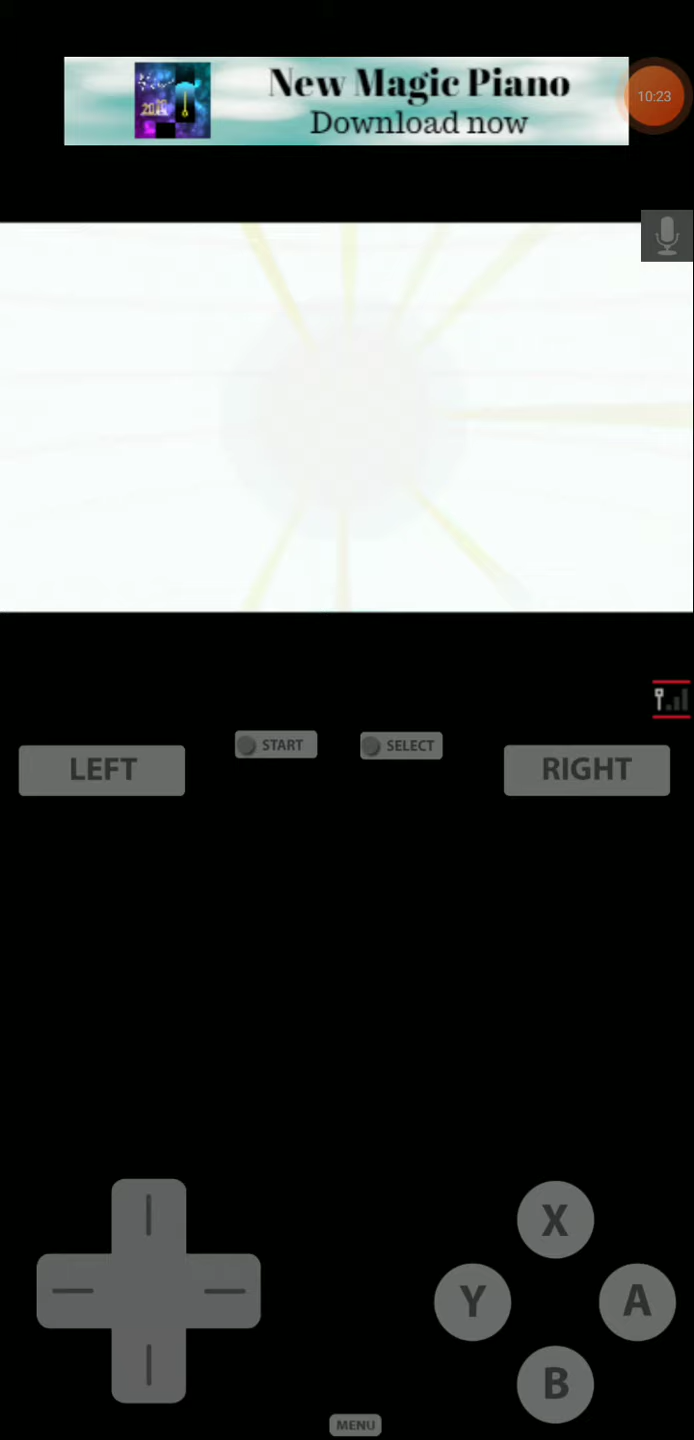 New Magic Piano
Download now
10:23
START
SELECT
LEFT
RIGHT
X
Y
A
B
MENU